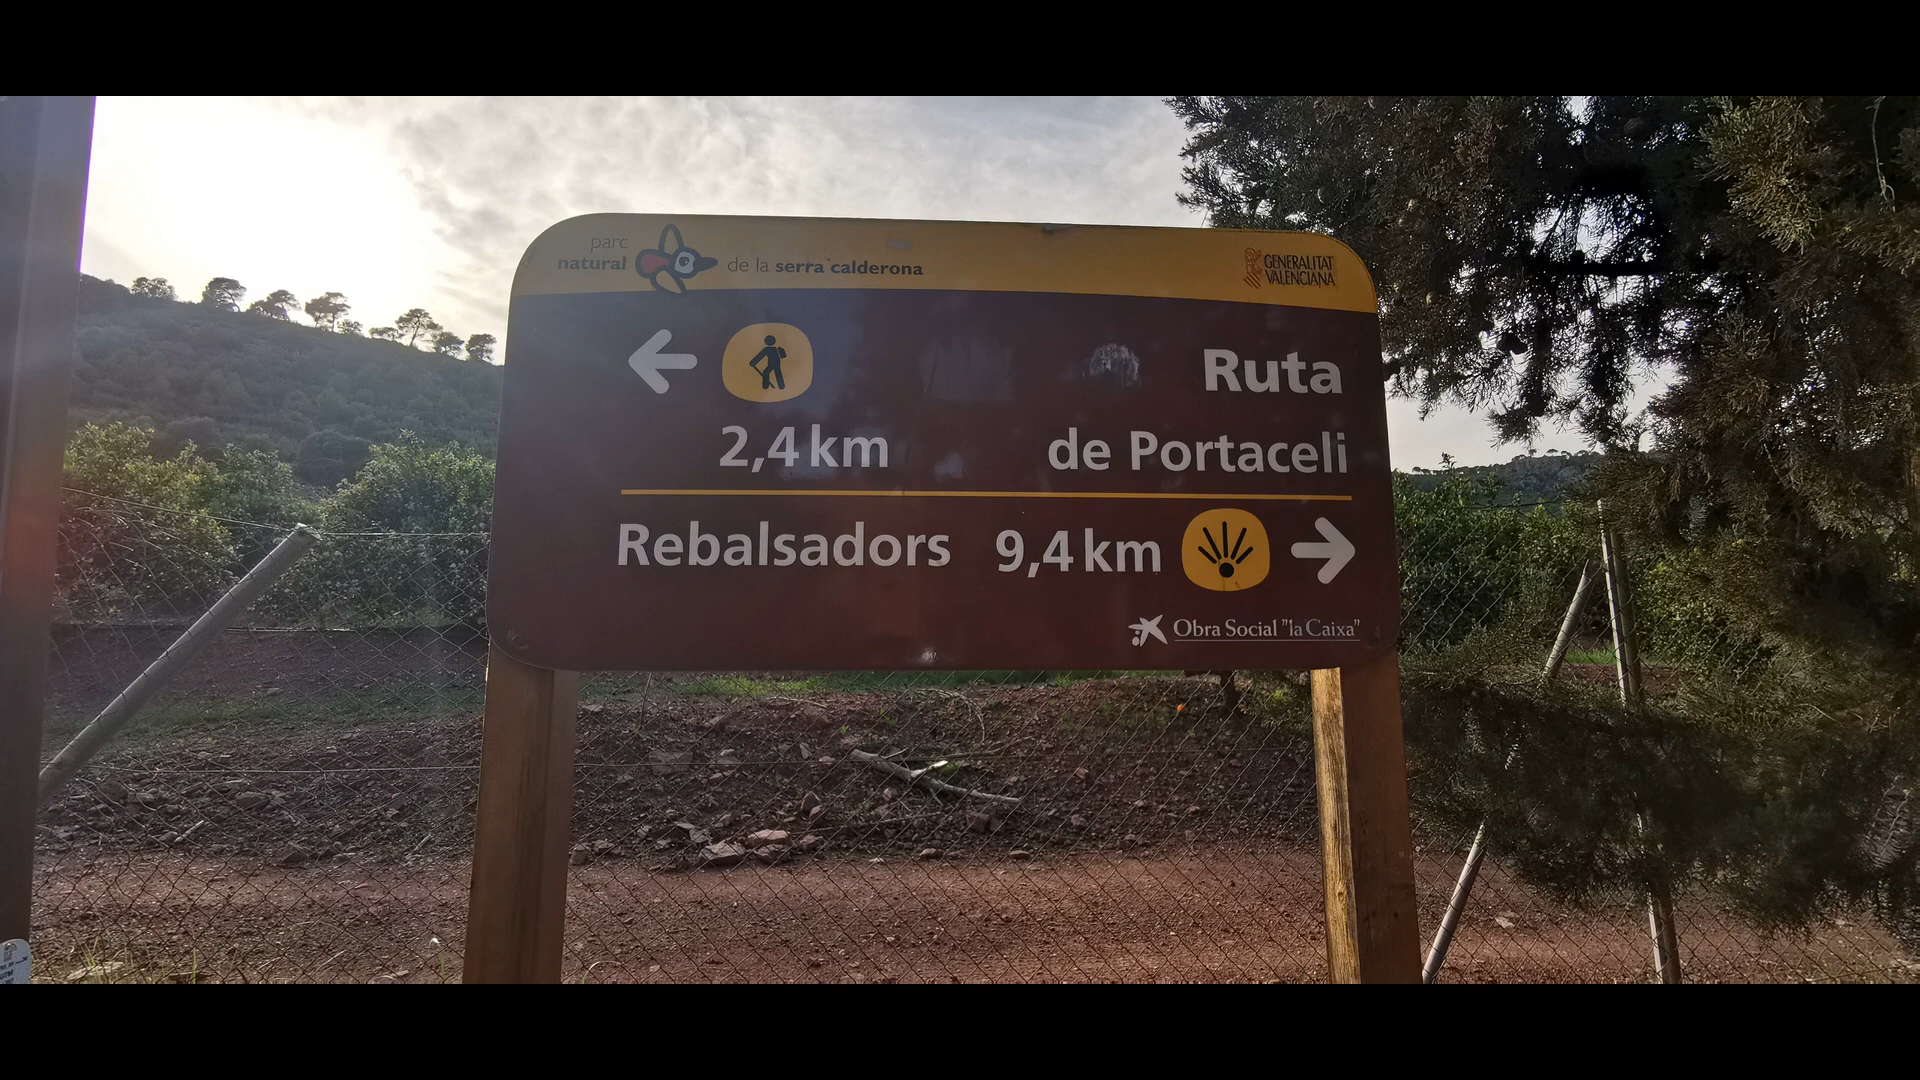 parc
natural de la serra calderona
GENERALITAT
VALENCIANA
Ruta
2,4 km de Portaceli
Rebalsadors 9,4 km
Obra Social "la Caixa"